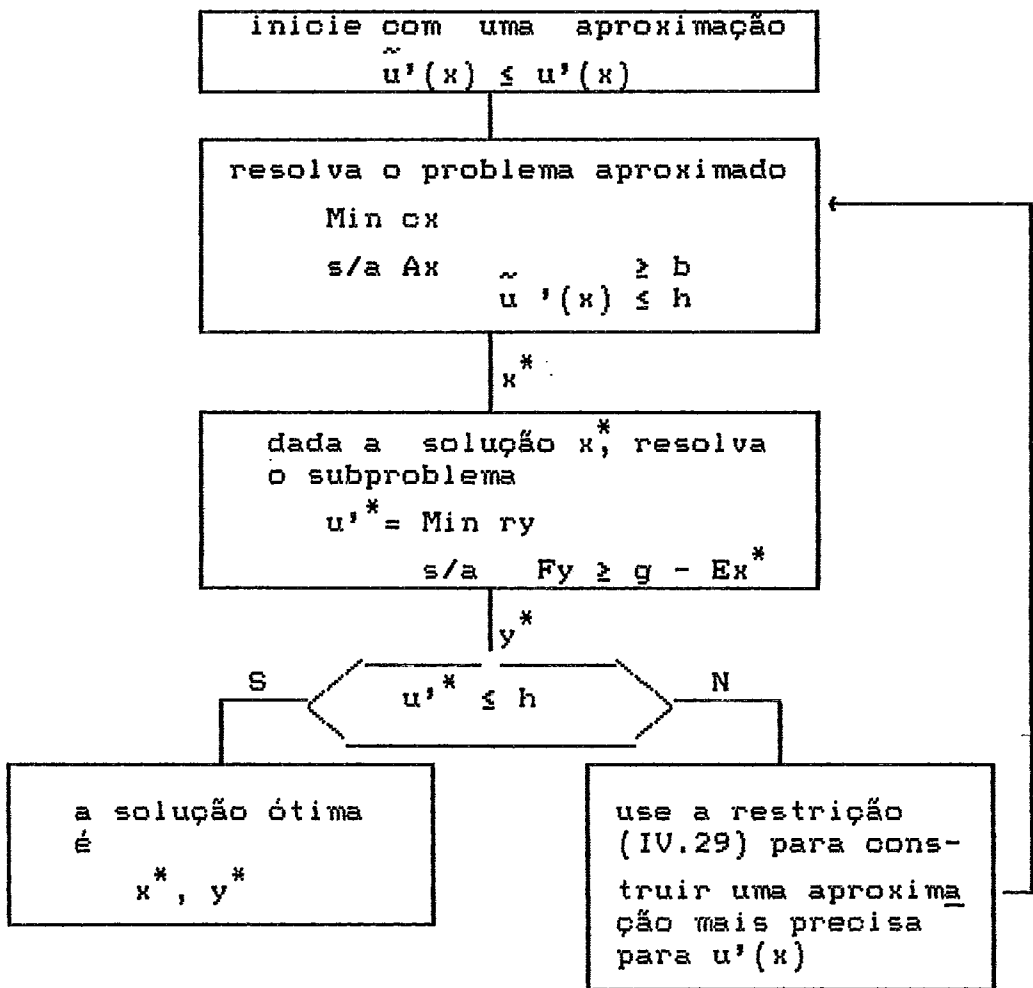 inicie com uma aproximação
ũ'(x) ≤ u'(x)
resolva o problema aproximado
Min cx
s/a Ax ≥ b
ũ '(x) ≤ h
x*
dada a solução x*, resolva
o subproblema
u'* = Min ry
s/a Fy ≥ g - Ex*
y*
S
u'* ≤ h
N
a solução ótima
é
x*, y*
use a restrição
(IV.29) para cons-
truir uma aproxima
ção mais precisa
para u'(x)